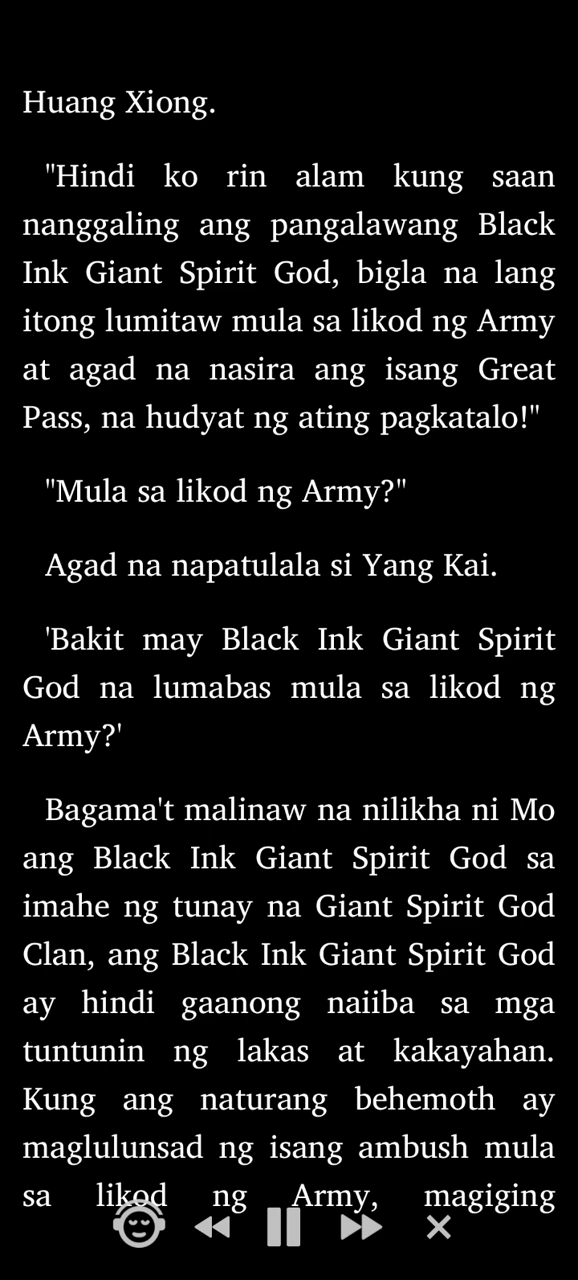 Huang Xiong.
"Hindi ko rin alam kung saan
nanggaling ang pangalawang Black
Ink Giant Spirit God, bigla na lang
itong lumitaw mula sa likod ng Army
at agad na nasira ang isang Great
Pass, na hudyat ng ating pagkatalo!"
"Mula sa likod ng Army?"
Agad na napatulala si Yang Kai.
'Bakit may Black Ink Giant Spirit
God na lumabas mula sa likod ng
Army?'
Bagama't malinaw na nilikha ni Mo
ang Black Ink Giant Spirit God sa
imahe ng tunay na Giant Spirit God
Clan, ang Black Ink Giant Spirit God
ay hindi gaanong naiiba sa mga
tuntunin ng lakas at kakayahan.
Kung ang naturang behemoth ay
maglulunsad ng isang ambush mula
sa likod ng Army, magiging